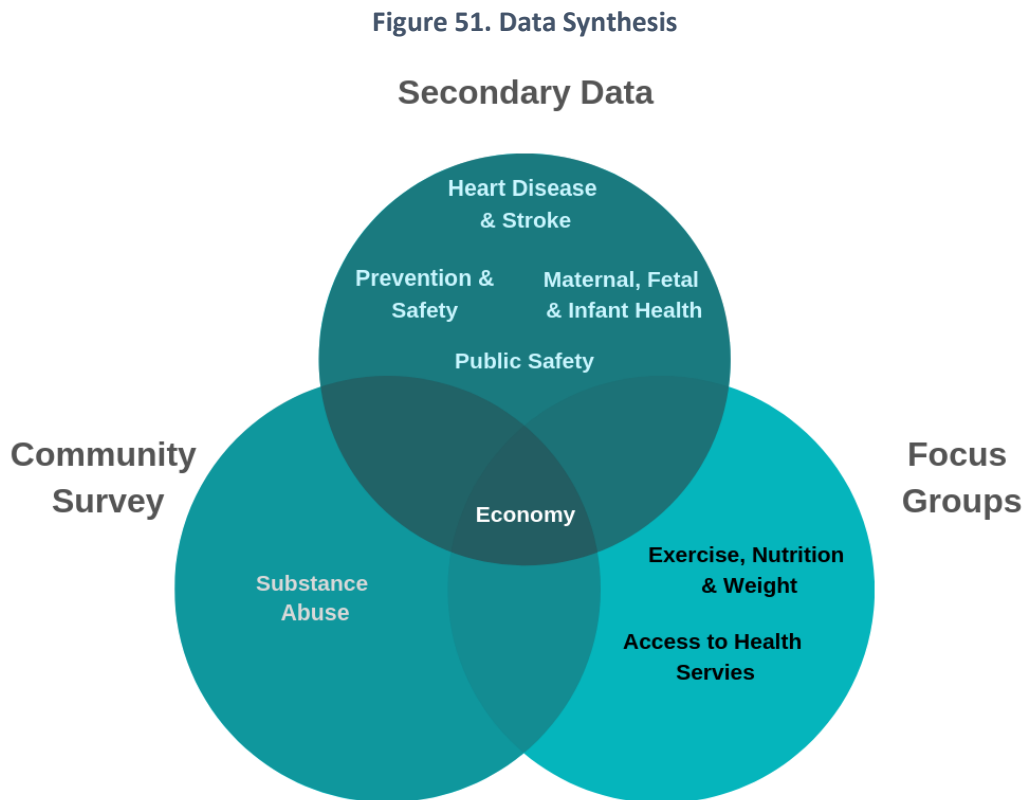 Figure 51. Data Synthesis
Secondary Data
Heart Disease
& Stroke
Prevention &
Safety
Maternal, Fetal
& Infant Health
Public Safety
Community
Survey
Focus
Groups
Economy
Substance
Abuse
Exercise, Nutrition
& Weight
Access to Health
Servies